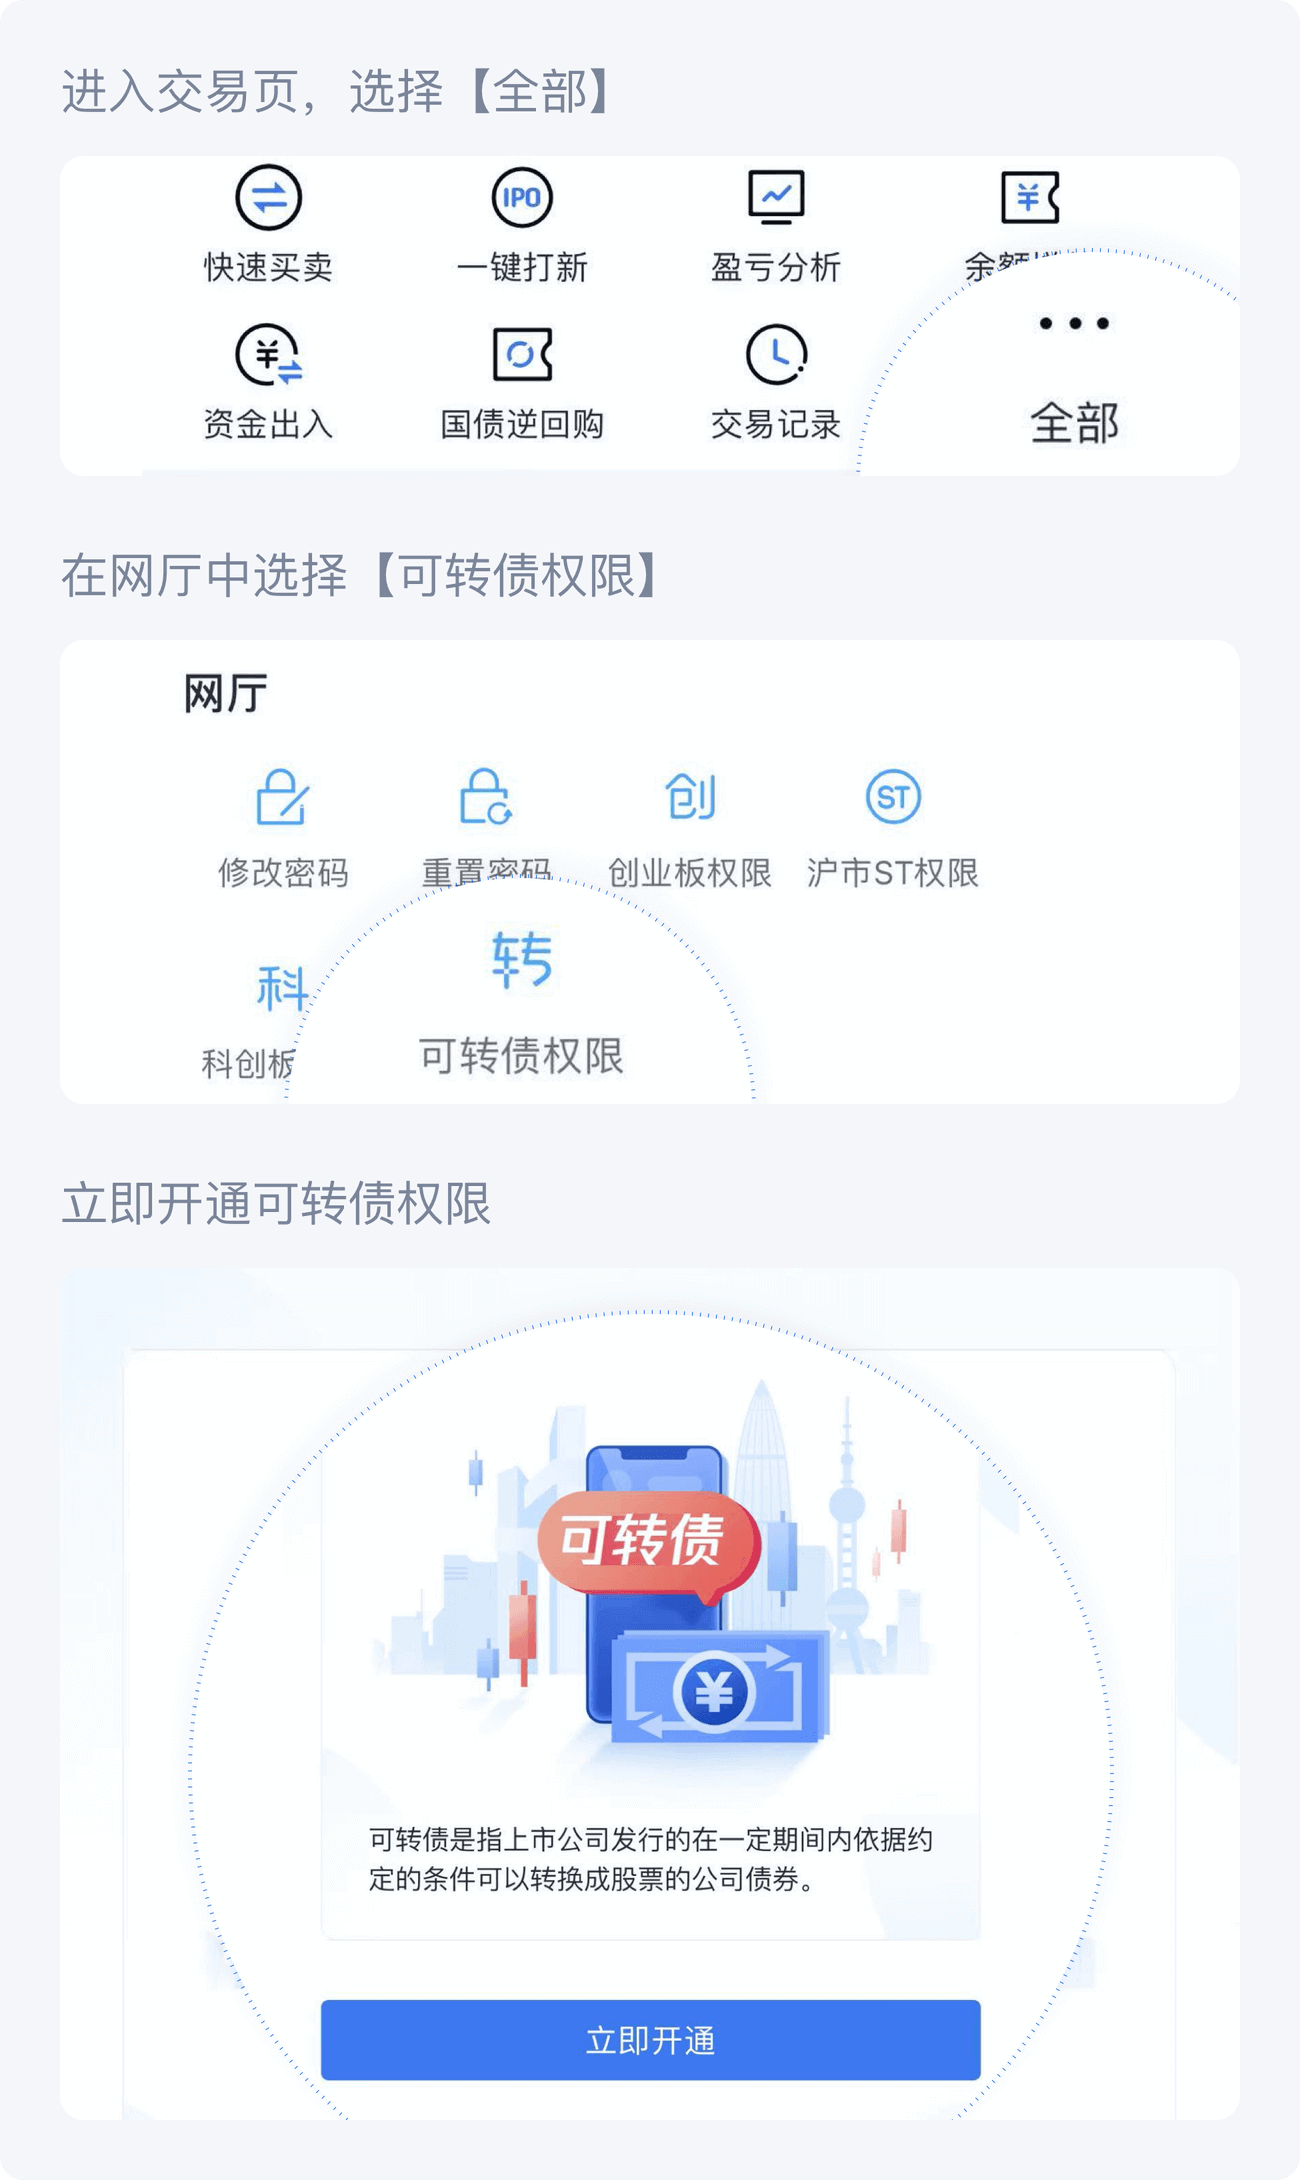 进入交易页，选择【全部】
快速买卖
IPO
一键打新
盈亏分析
余额
资金出入
国债逆回购
交易记录
全部
在网厅中选择【可转债权限】
网厅
创
ST
修改密码
重置密码
创业板权限
沪市ST权限
科
转
科创板
可转债权限
立即开通可转债权限
可转债
¥
可转债是指上市公司发行的在一定期间内依据约
定的条件可以转换成股票的公司债券。
立即开通